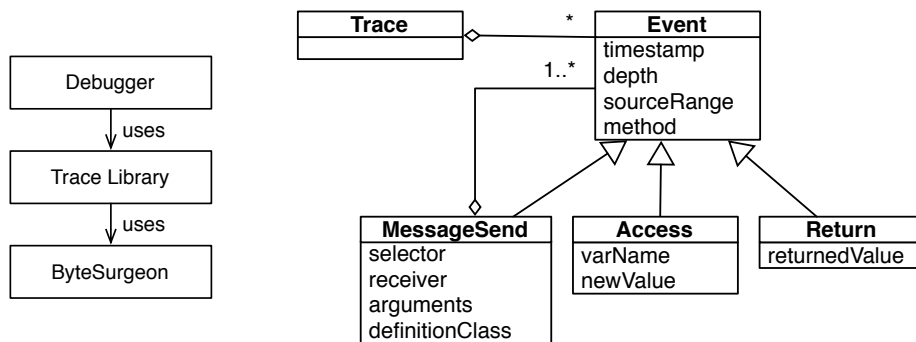 Debugger
uses
Trace Library
uses
ByteSurgeon
Trace
*
1..*
Event
timestamp
depth
sourceRange
method
MessageSend
selector
receiver
arguments
definitionClass
Access
varName
newValue
Return
returnedValue